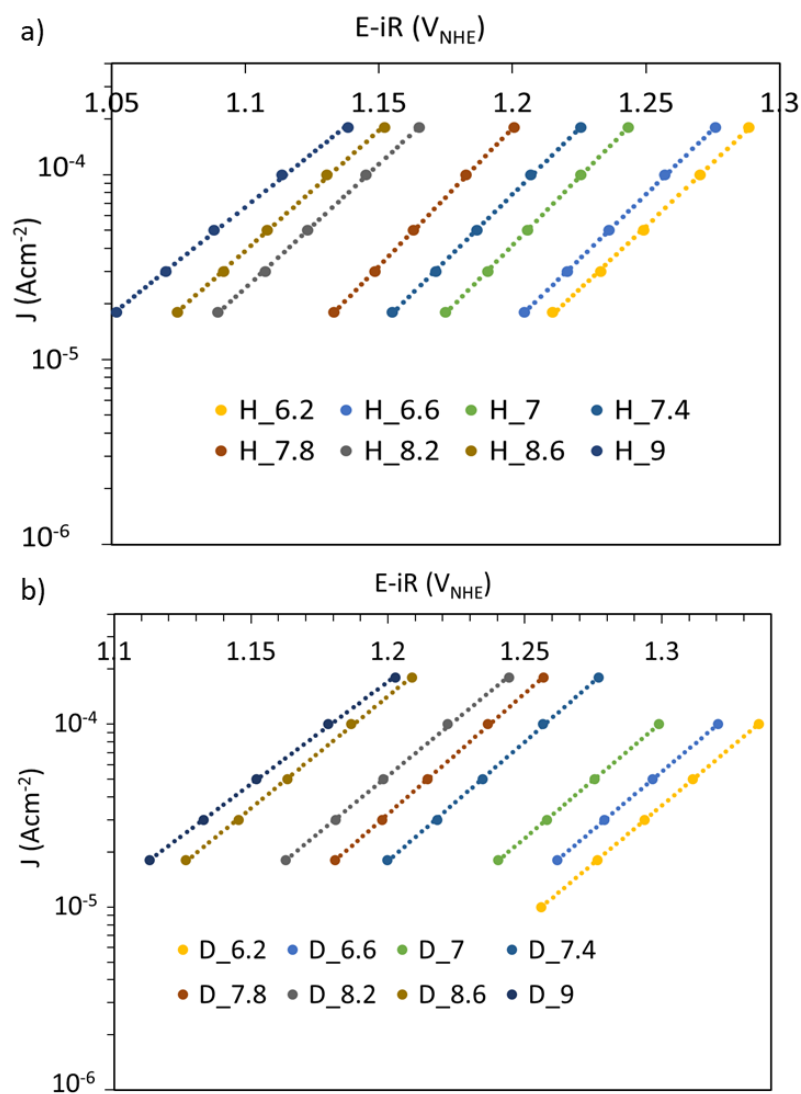 a)
E-iR (V_NHE)
1.05 1.1 1.15 1.2 1.25 1.3
10⁻⁴
J (Acm⁻²)
10⁻⁵
H_6.2 H_6.6 H_7 H_7.4
H_7.8 H_8.2 H_8.6 H_9
10⁻⁶
b)
E-iR (V_NHE)
1.1 1.15 1.2 1.25 1.3
10⁻⁴
J (Acm⁻²)
10⁻⁵
D_6.2 D_6.6 D_7 D_7.4
D_7.8 D_8.2 D_8.6 D_9
10⁻⁶